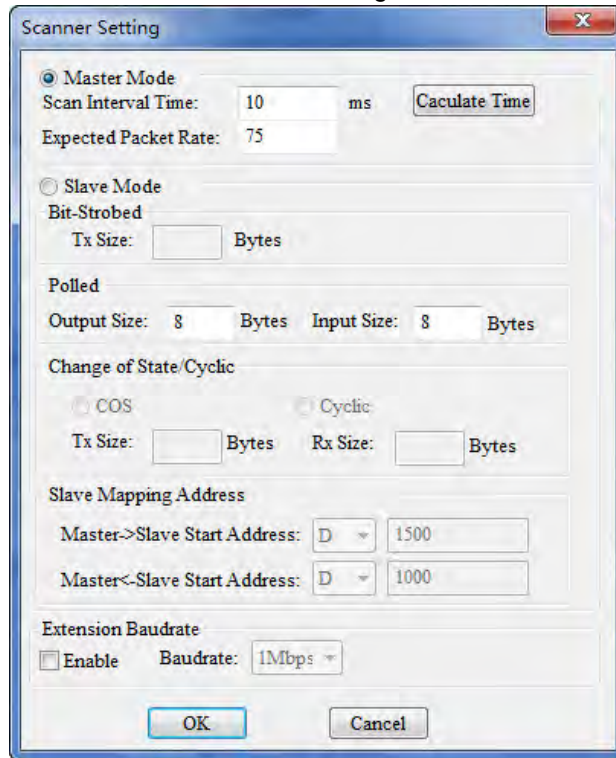 Scanner Setting
Master Mode
Scan Interval Time: 10 ms Caculate Time
Expected Packet Rate: 75
Slave Mode
Bit-Strobed
Tx Size: Bytes
Polled
Output Size: 8 Bytes Input Size: 8 Bytes
Change of State/Cyclic
COS Cyclic
Tx Size: Bytes Rx Size: Bytes
Slave Mapping Address
Master->Slave Start Address: D 1500
Master<-Slave Start Address: D 1000
Extension Baudrate
Enable Baudrate: 1Mbps
OK Cancel